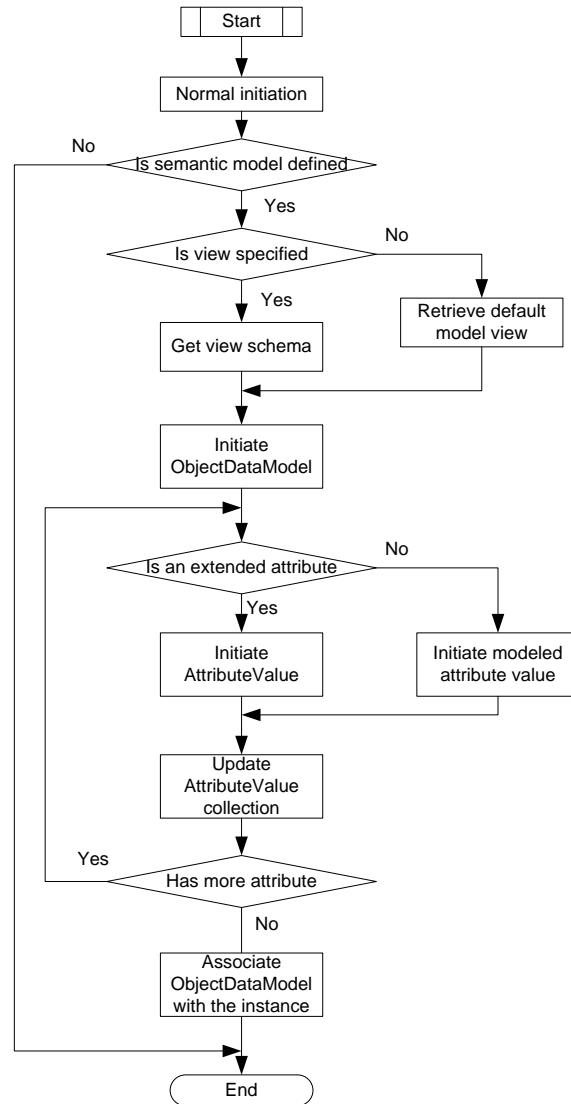 Start
Normal initiation
No
Is semantic model defined
Yes
Is view specified
No
Yes
Retrieve default
model view
Get view schema
Initiate
ObjectDataModel
Is an extended attribute
No
Yes
Initiate
AttributeValue
Initiate modeled
attribute value
Update
AttributeValue
collection
Yes
Has more attribute
No
Associate
ObjectDataModel
with the instance
End